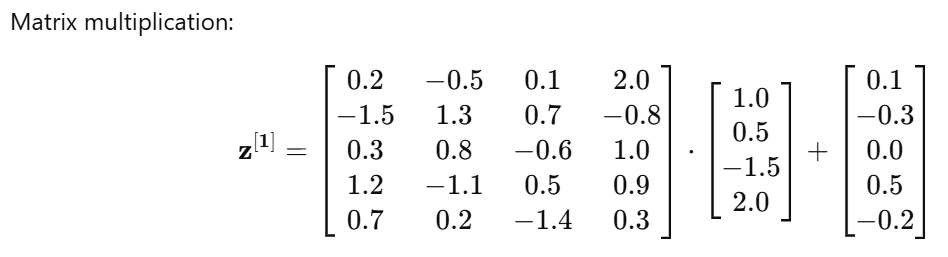 Matrix multiplication:
0.2 −0.5 0.1 2.0 1.0 0.1
−1.5 1.3 0.7 −0.8 0.5 −0.3
z[1] = 0.3 0.8 −0.6 1.0 · −1.5 + 0.0
1.2 −1.1 0.5 0.9 2.0 0.5
0.7 0.2 −1.4 0.3 −0.2